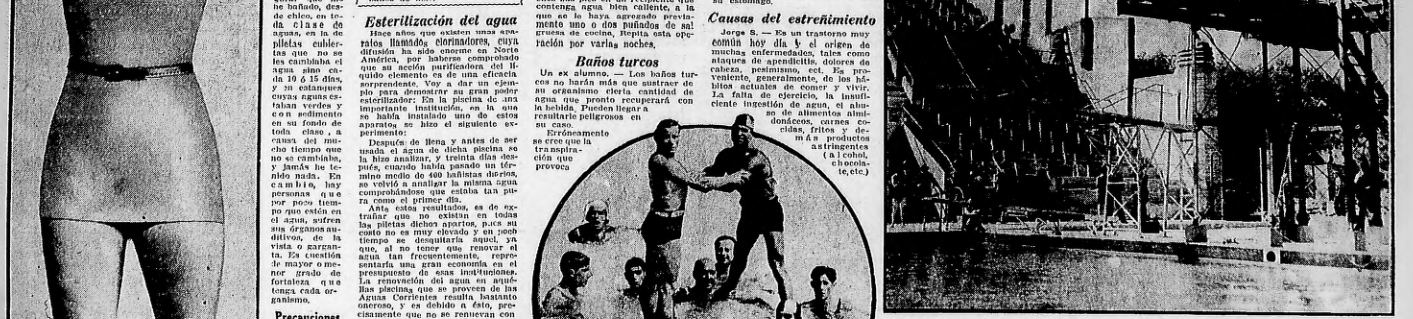 he bañado, des-
de chico, en to-
da clase de
aguas, en la de
piletas cubier-
tas que no se
les cambiaba el
agua sino ca-
da 10 ó 15 días,
y en estanques
cuyas aguas es-
taban verdes y
con sedimento
en su fondo de
toda clase, a
causa del mu-
cho tiempo que
no se cambiaba,
y jamás he te-
nido nada. En
cambio, hay
personas que
por poco tiem-
po que estén en
el agua, sufren
sus órganos au-
ditivos, de la
vista o gargan-
ta. Es cuestión
de mayor o me-
nor grado de
fortaleza que
tenga cada or-
ganismo.
Precauciones
Esterilización del agua
Hace años que existen unos apa-
ratos llamados clorinadores, cuya
difusión ha sido enorme en Norte
América, por haberse comprobado
que su acción purificadora del lí-
quido elemento es de una eficacia
sorprendente. Voy a dar un ejem-
plo para demostrar su gran poder
esterilizador: En la piscina de una
importante institución, en la que
se había instalado uno de estos
aparatos se hizo el siguiente ex-
perimento:
Después de llena y antes de ser
usada el agua de dicha piscina se
la hizo analizar, y treinta días des-
pués, cuando había pasado un tér-
mino medio de 400 bañistas diarios,
se volvió a analizar la misma agua
comprobándose que estaba tan pu-
ra como el primer día.
Ante estos resultados, es de ex-
trañar que no existan en todas
las piletas dichos apartos, pues su
costo no es muy elevado y en poco
tiempo se desquitaría aquel, ya
que, al no tener que renovar el
agua tan frecuentemente, repre-
sentaría una gran economía en el
presupuesto de esas instituciones.
La renovación del agua en aqué-
llas piscinas que se proveen de las
Aguas Corrientes resulta bastante
oneroso, y es debido a ésto, pre-
cisamente que no se renuevan con
contenga agua bien caliente, a la
que se le haya agregado previa-
mente uno o dos puñados de sal
gruesa de cocina, Repita esta ope-
ración por varias noches.
Baños turcos
Un ex alumno. — Los baños tur-
cos no harán más que sustraer de
su organismo cierta cantidad de
agua que pronto recuperará con
la bebida. Pueden llegar a
resultarle peligrosos en
su caso.
Erróneamente
se cree que la
transpira-
ción que
provoca
su estómago.
Causas del estreñimiento
Jorge S. — Es un trastorno muy
común hoy día y el origen de
muchas enfermedades, tales como
ataques de apendicitis, dolores de
cabeza, pesimismo, ect. Es pro-
veniente, generalmente, de los há-
bitos actuales de comer y vivir.
La falta de ejercicio, la insufi-
ciente ingestión de agua, el abu-
so de alimentos almi-
donáceos, carnes co-
cidas, fritos y de-
más productos
astringentes
(alcohol,
chocola-
te, etc.)